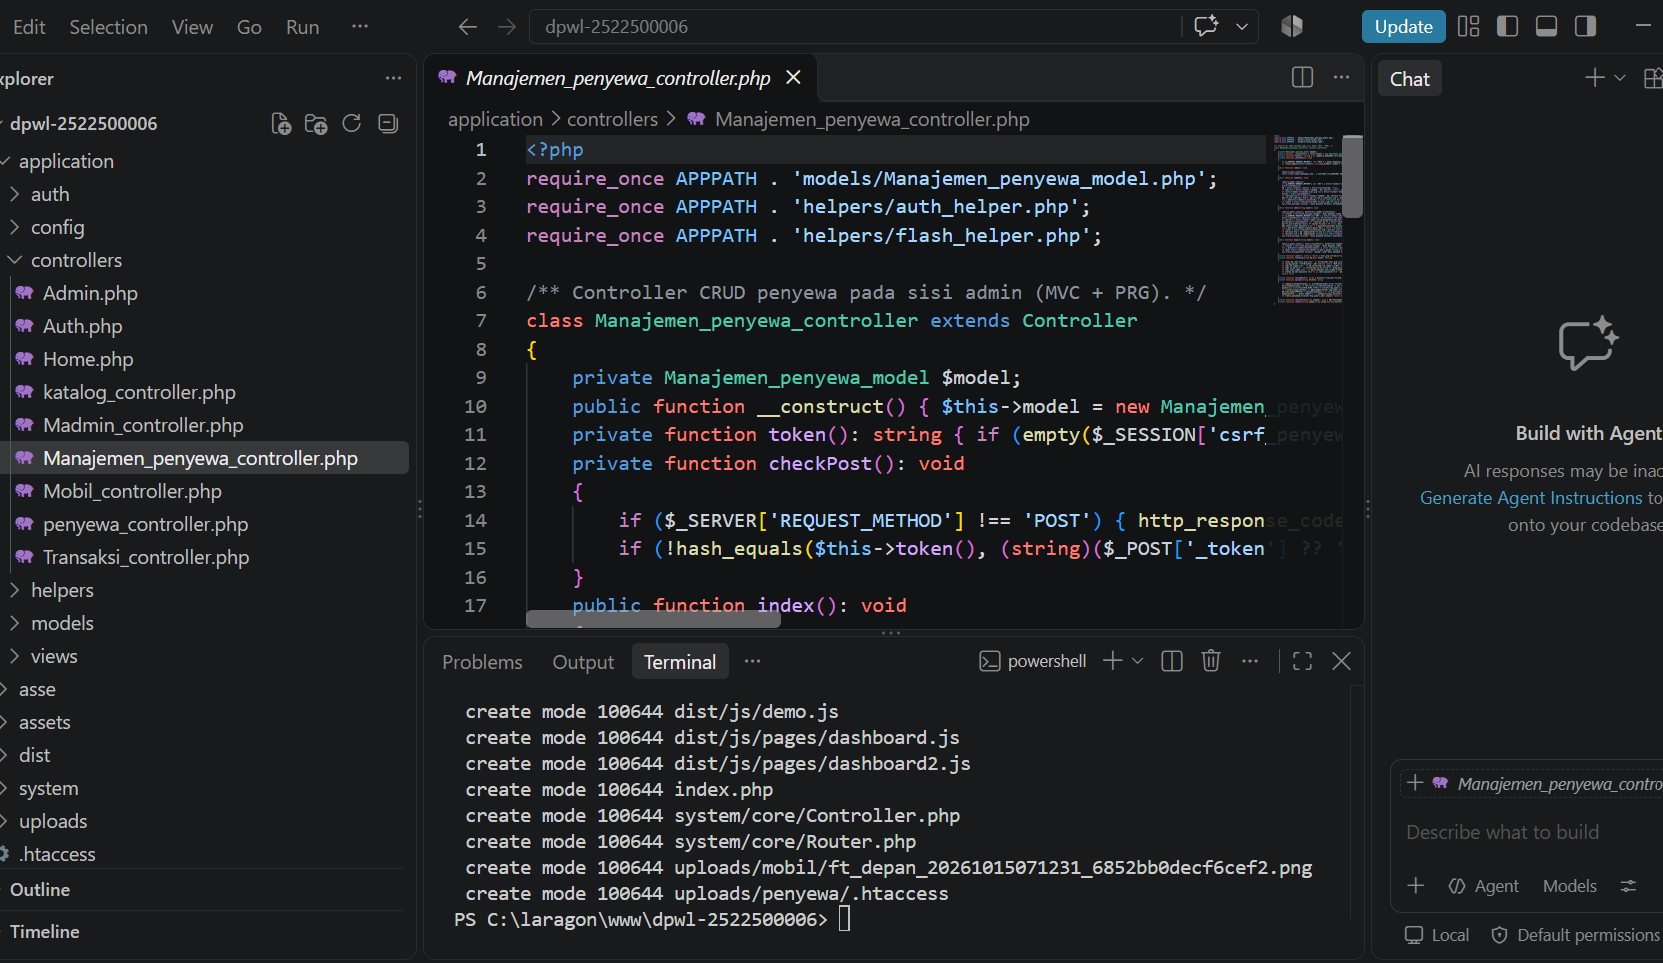 Edit Selection View Go Run ···
dpwl-2522500006
Update
xplorer
dpwl-2522500006
application
auth
config
controllers
Admin.php
Auth.php
Home.php
katalog_controller.php
Madmin_controller.php
Manajemen_penyewa_controller.php
Mobil_controller.php
penyewa_controller.php
Transaksi_controller.php
helpers
models
views
asse
assets
dist
system
uploads
.htaccess
Outline
Timeline
Manajemen_penyewa_controller.php
application > controllers > Manajemen_penyewa_controller.php
1 <?php
2 require_once APPPATH . 'models/Manajemen_penyewa_model.php';
3 require_once APPPATH . 'helpers/auth_helper.php';
4 require_once APPPATH . 'helpers/flash_helper.php';
5
6 /** Controller CRUD penyewa pada sisi admin (MVC + PRG). */
7 class Manajemen_penyewa_controller extends Controller
8 {
9 private Manajemen_penyewa_model $model;
10 public function __construct() { $this->model = new Manajemen_penyew
11 private function token(): string { if (empty($_SESSION['csrf_penyew
12 private function checkPost(): void
13 {
14 if ($_SERVER['REQUEST_METHOD'] !== 'POST') { http_response_code
15 if (!hash_equals($this->token(), (string)($_POST['_token'] ?? '
16 }
17 public function index(): void
Problems Output Terminal ···
powershell
create mode 100644 dist/js/demo.js
create mode 100644 dist/js/pages/dashboard.js
create mode 100644 dist/js/pages/dashboard2.js
create mode 100644 index.php
create mode 100644 system/core/Controller.php
create mode 100644 system/core/Router.php
create mode 100644 uploads/mobil/ft_depan_20261015071231_6852bb0decf6cef2.png
create mode 100644 uploads/penyewa/.htaccess
PS C:\laragon\www\dpwl-2522500006>
Chat
Build with Agent
AI responses may be inac
Generate Agent Instructions to
onto your codebase
Manajemen_penyewa_contro
Describe what to build
Agent Models
Local Default permissions